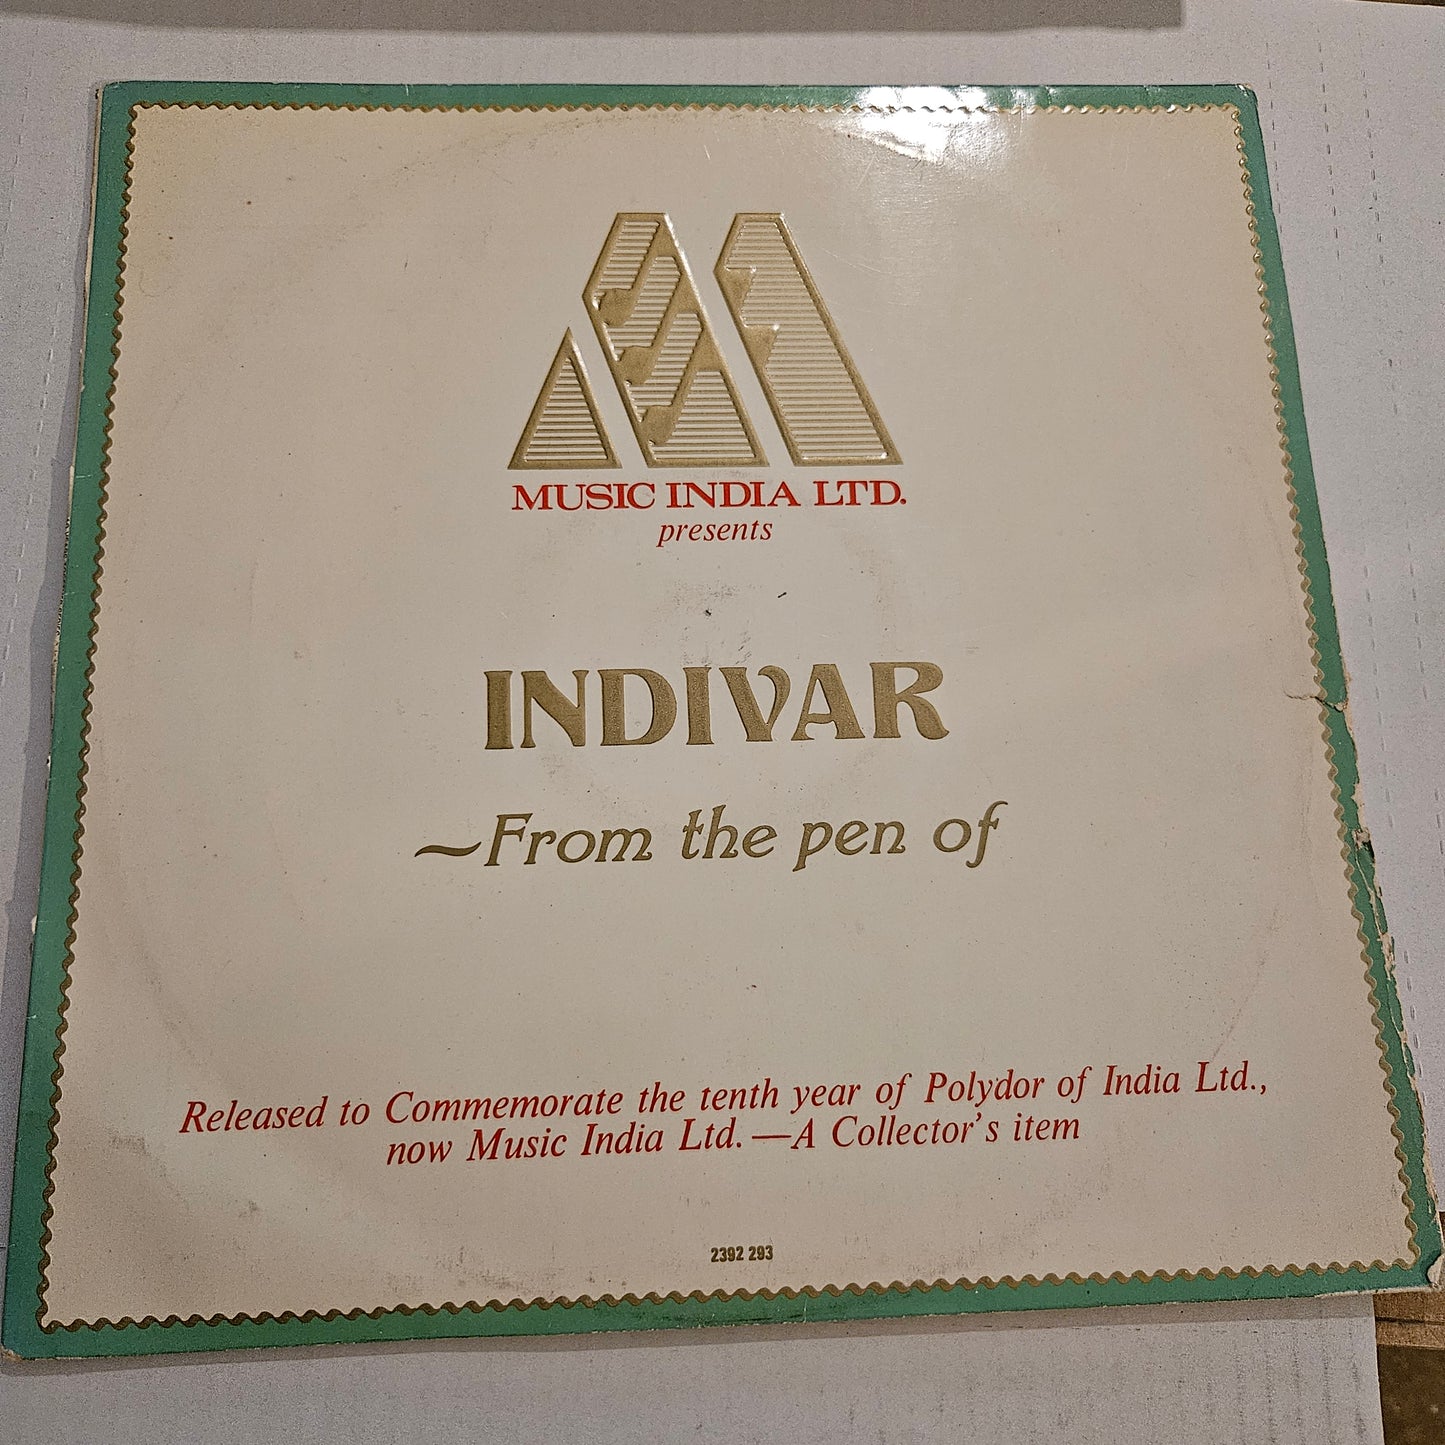 MUSIC INDIA LTD.
presents
INDIVAR
~From the pen of
Released to Commemorate the tenth year of Polydor of India Ltd.,
now Music India Ltd. —A Collector's item
2392 293